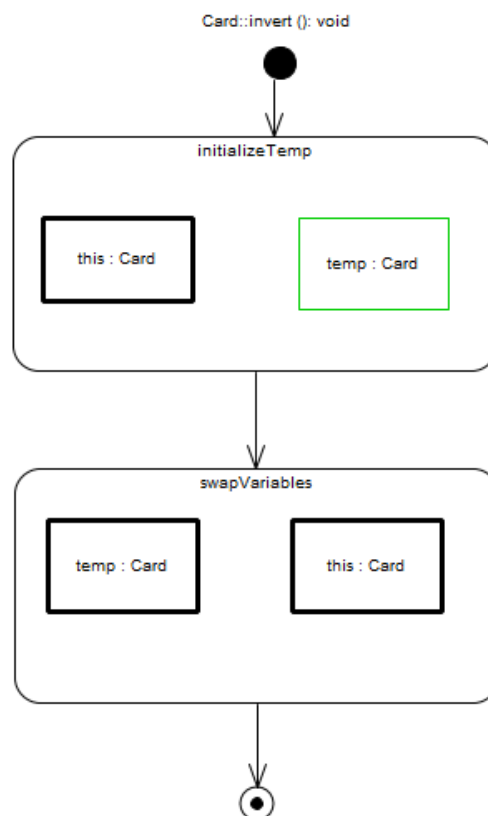 Card::invert (): void
initializeTemp
this : Card
temp : Card
swapVariables
temp : Card
this : Card